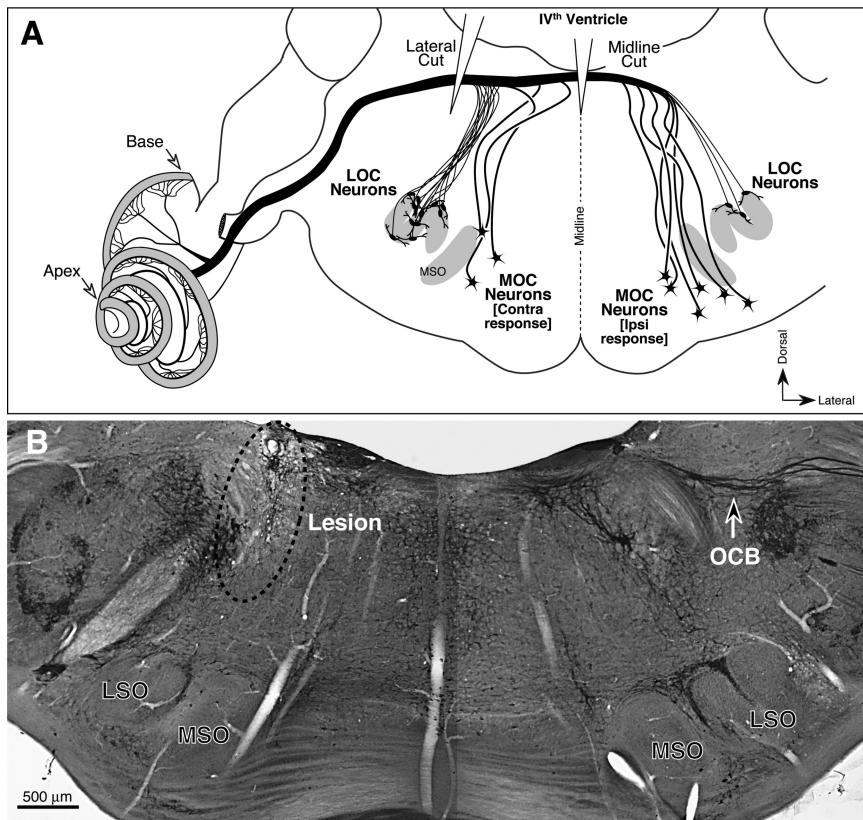 A
IVth Ventricle
Lateral
Cut
Midline
Cut
Base
Apex
LOC
Neurons
MSO
MOC
Neurons
[Contra
response]
Midline
LOC
Neurons
MOC
Neurons
[Ipsi
response]
Dorsal
Lateral
B
Lesion
OCB
LSO
MSO
MSO
LSO
500 µm